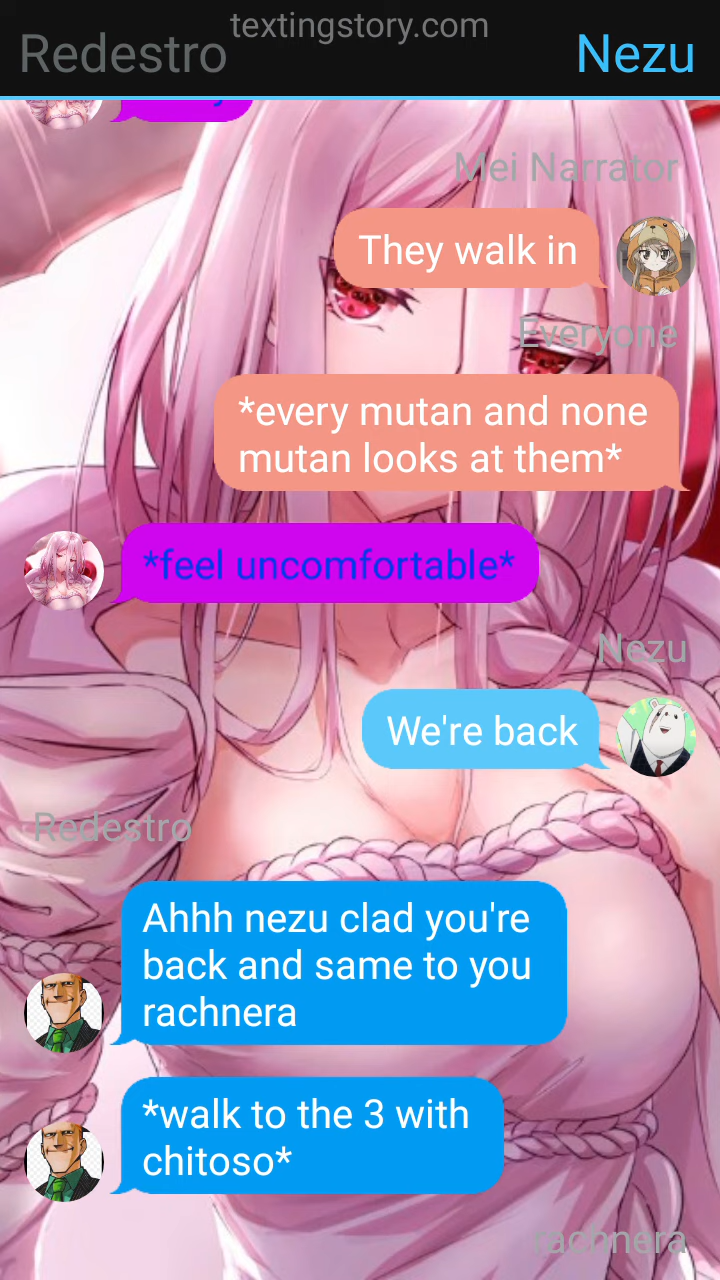 textingstory.com
Redestro
Nezu
Mei Narrator
They walk in
Everyone
*every mutan and none
mutan looks at them*
*feel uncomfortable*
Nezu
We're back
Redestro
Ahhh nezu clad you're
back and same to you
rachnera
*walk to the 3 with
chitoso*
rachnera